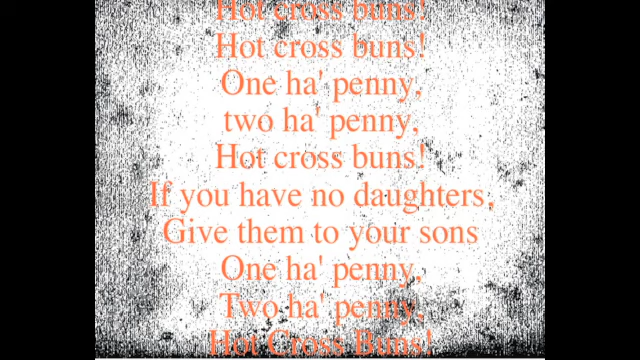 Hot cross buns!
Hot cross buns!
One ha' penny,
two ha' penny,
Hot cross buns!
If you have no daughters,
Give them to your sons
One ha' penny,
Two ha' penny,
Hot Cross Buns!